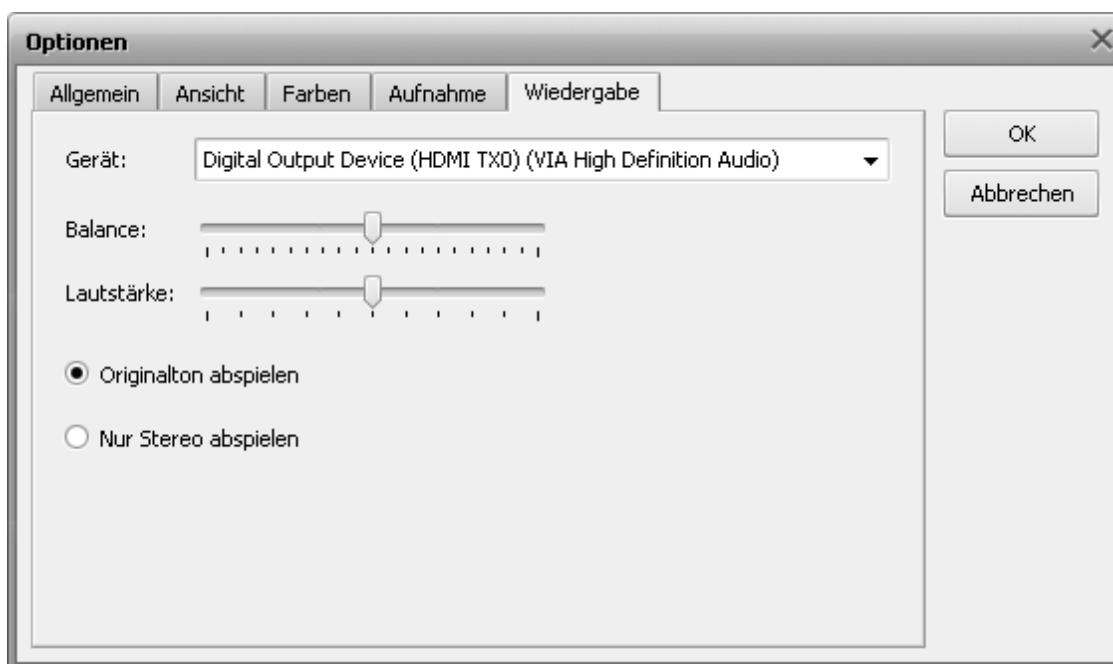 Optionen
Allgemein Ansicht Farben Aufnahme Wiedergabe
Gerät: Digital Output Device (HDMI TX0) (VIA High Definition Audio)
OK
Abbrechen
Balance:
Lautstärke:
Originalton abspielen
Nur Stereo abspielen